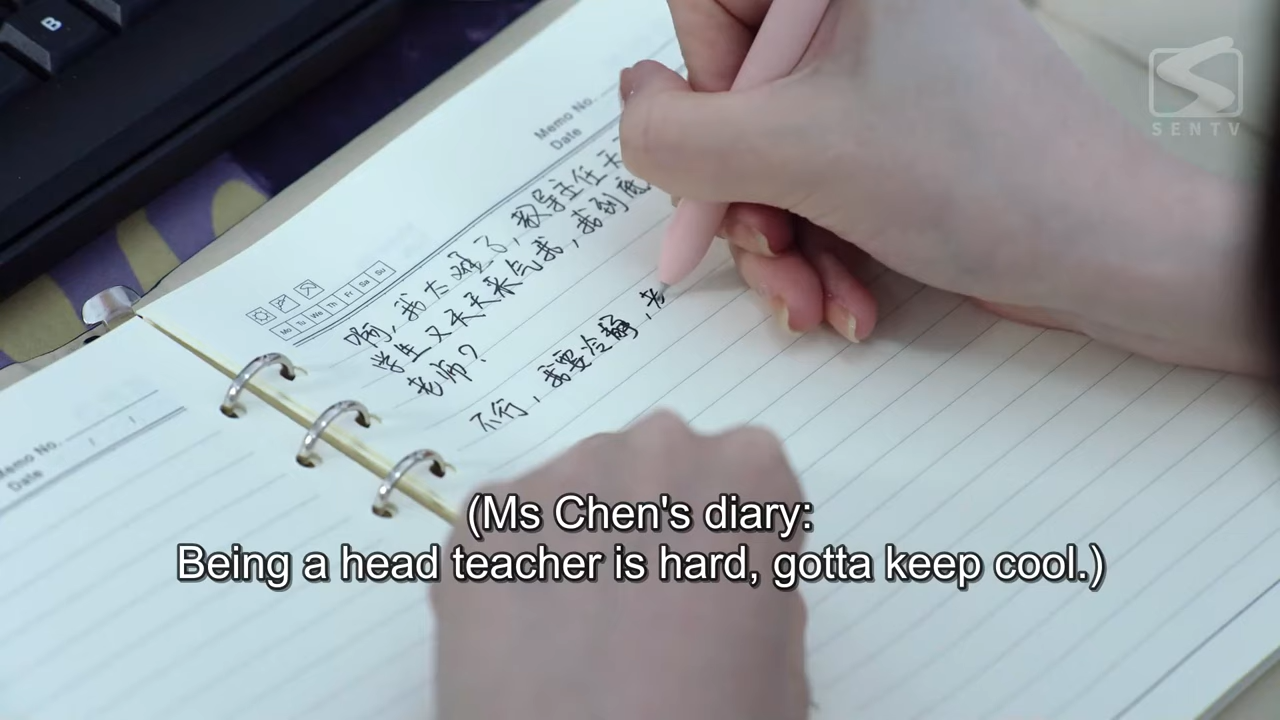 B
SENTV
Memo No.
Date
Mo Tu We Th Fr Sa Su
啊，我太难了，教导主任天
学生又天天来气我，我到底
老师？
不行，我要冷静，老
Memo No.
Date
(Ms Chen's diary:
Being a head teacher is hard, gotta keep cool.)